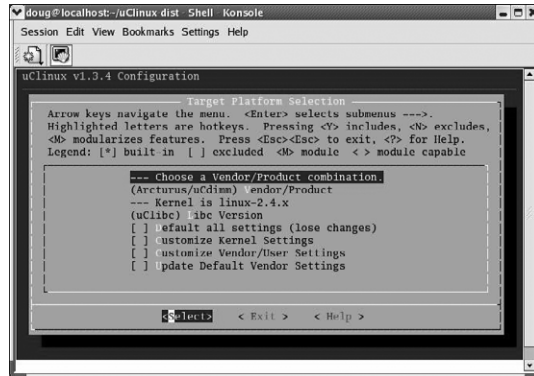 doug@localhost:~/uClinux dist - Shell - Konsole
Session Edit View Bookmarks Settings Help
uClinux v1.3.4 Configuration
Target Platform Selection
Arrow keys navigate the menu. <Enter> selects submenus --->.
Highlighted letters are hotkeys. Pressing <Y> includes, <N> excludes,
<M> modularizes features. Press <Esc><Esc> to exit, <?> for Help.
Legend: [*] built-in [ ] excluded <M> module < > module capable
--- Choose a Vendor/Product combination.
(Arcturus/uCdimm) Vendor/Product
--- Kernel is linux-2.4.x
(uClibc) Libc Version
[ ] Default all settings (lose changes)
[ ] Customize Kernel Settings
[ ] Customize Vendor/User Settings
[ ] Update Default Vendor Settings
<Select> < Exit > < Help >